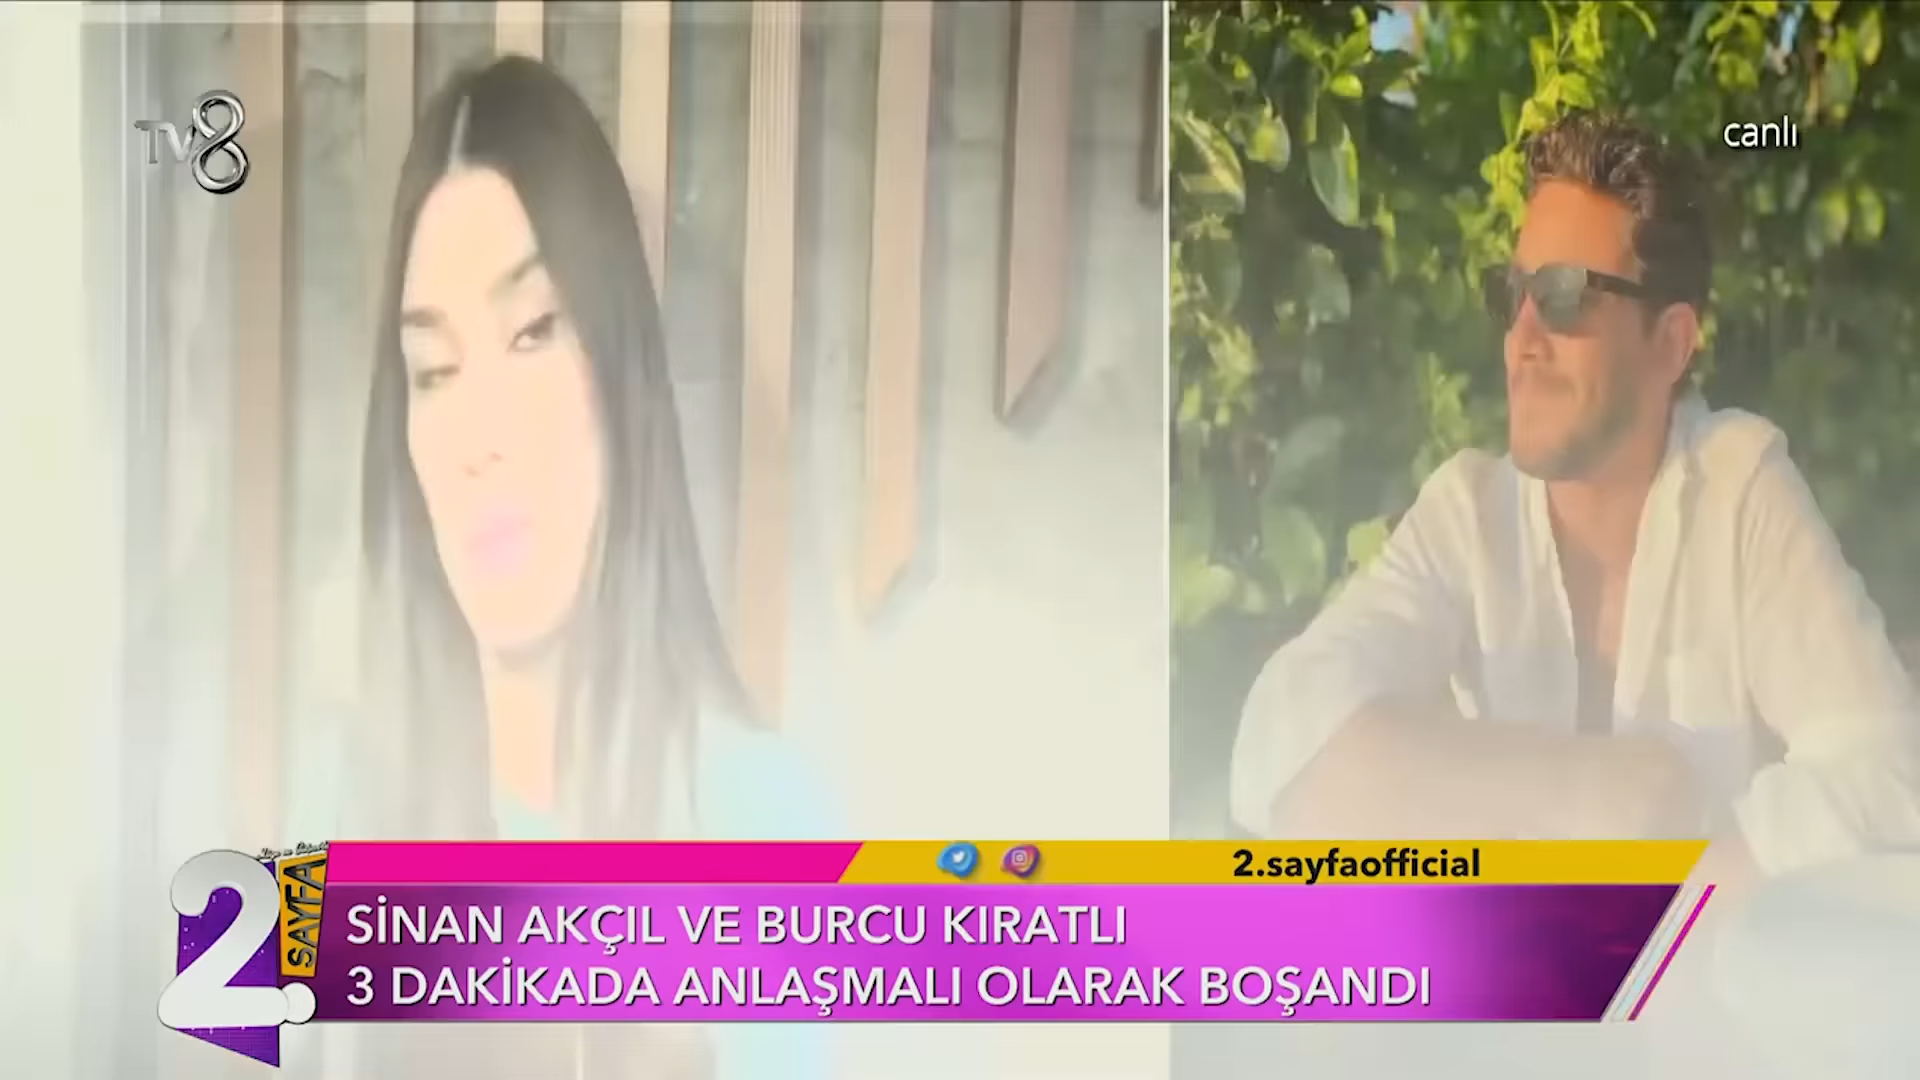 TV8
canlı
2.sayfaofficial
2. SAYFA
SİNAN AKÇIL VE BURCU KIRATLI
3 DAKİKADA ANLAŞMALI OLARAK BOŞANDI